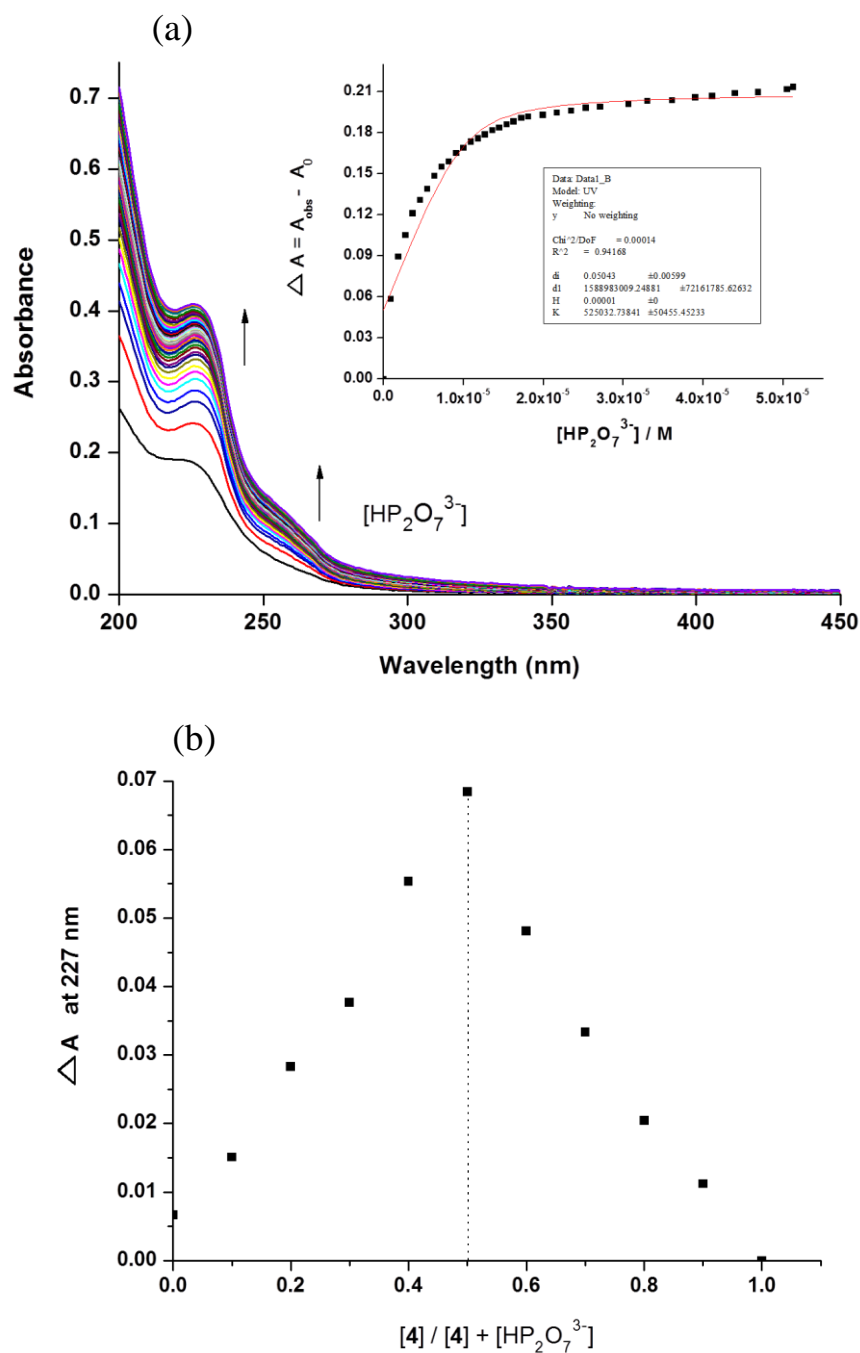 (a)
0.7
0.6
0.5
0.4
0.3
0.2
0.1
0.0
Absorbance
200 250 300 350 400 450
Wavelength (nm)
[HP2O7 3-]
0.21
0.18
0.15
0.12
0.09
0.06
0.03
0.00
△ A = Aobs - A0
0.0 1.0x10-5 2.0x10-5 3.0x10-5 4.0x10-5 5.0x10-5
[HP2O7 3-] / M
Data: Data1_B
Model: UV
Weighting:
y No weighting
Chi^2/DoF = 0.00014
R^2 = 0.94168
di 0.05043 ±0.00599
d1 1588983009.24881 ±72161785.62632
H 0.00001 ±0
K 525032.73841 ±50455.45233
(b)
0.07
0.06
0.05
0.04
0.03
0.02
0.01
0.00
△ A at 227 nm
0.0 0.2 0.4 0.6 0.8 1.0
[4] / [4] + [HP2O7 3-]